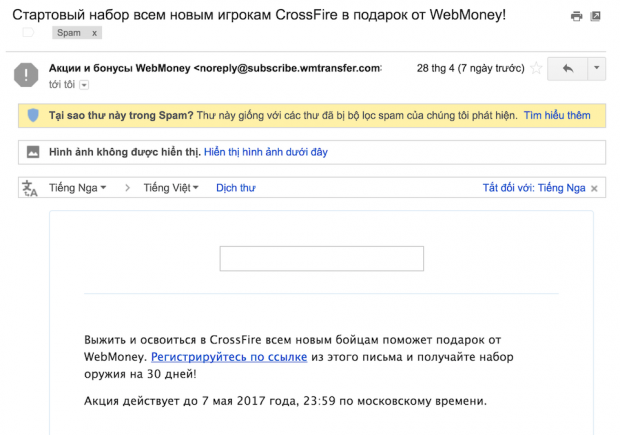 Стартовый набор всем новым игрокам CrossFire в подарок от WebMoney!
Spam x
Акции и бонусы WebMoney <noreply@subscribe.wmtransfer.com> 28 thg 4 (7 ngày trước)
tới tôi
Tại sao thư này trong Spam? Thư này giống với các thư đã bị bộ lọc spam của chúng tôi phát hiện. Tìm hiểu thêm
Hình ảnh không được hiển thị. Hiển thị hình ảnh dưới đây
Tiếng Nga > Tiếng Việt Dịch thư Tắt đối với: Tiếng Nga x
Выжить и освоиться в CrossFire всем новым бойцам поможет подарок от
WebMoney. Регистрируйтесь по ссылке из этого письма и получайте набор
оружия на 30 дней!
Акция действует до 7 мая 2017 года, 23:59 по московскому времени.